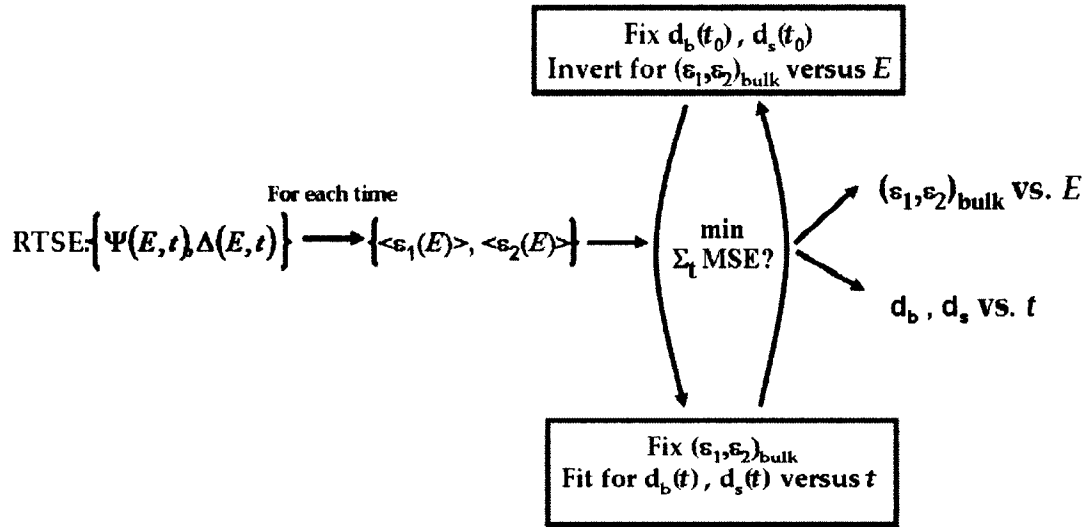 Fix d_b(t_0) , d_s(t_0)
Invert for (ε_1,ε_2)_bulk versus E
For each time
RTSE:{Ψ(E,t),Δ(E,t)}
{<ε_1(E)>, <ε_2(E)>}
min
Σ_t MSE?
(ε_1,ε_2)_bulk vs. E
d_b , d_s vs. t
Fix (ε_1,ε_2)_bulk
Fit for d_b(t) , d_s(t) versus t